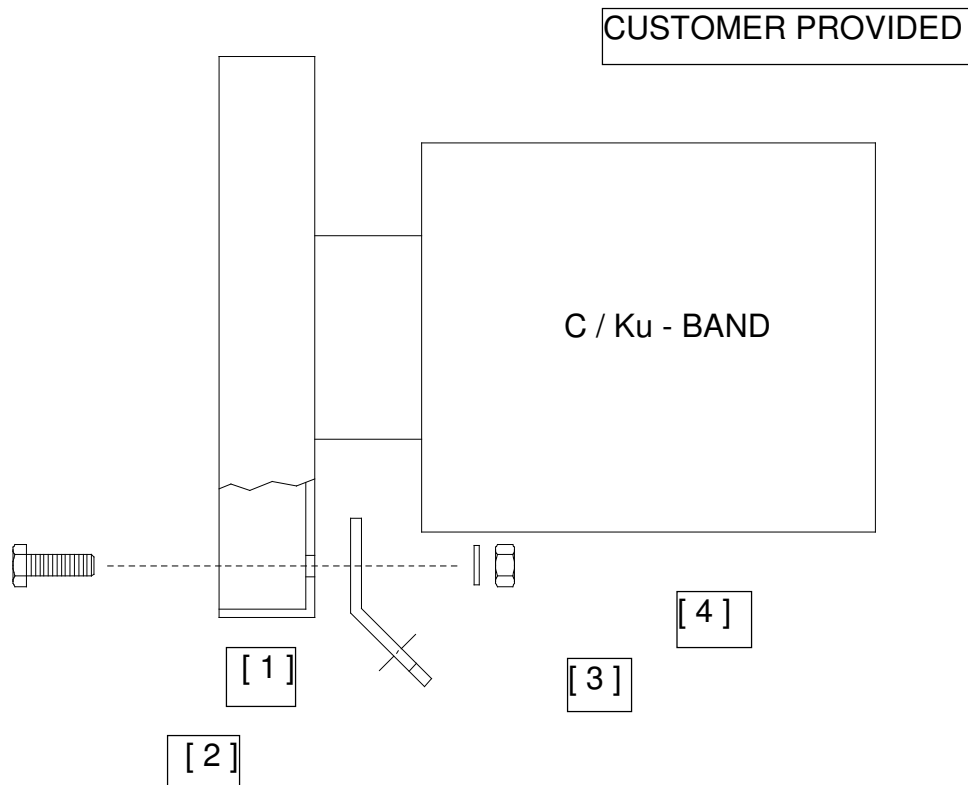 CUSTOMER PROVIDED
C / Ku - BAND
[ 4 ]
[ 1 ]
[ 3 ]
[ 2 ]